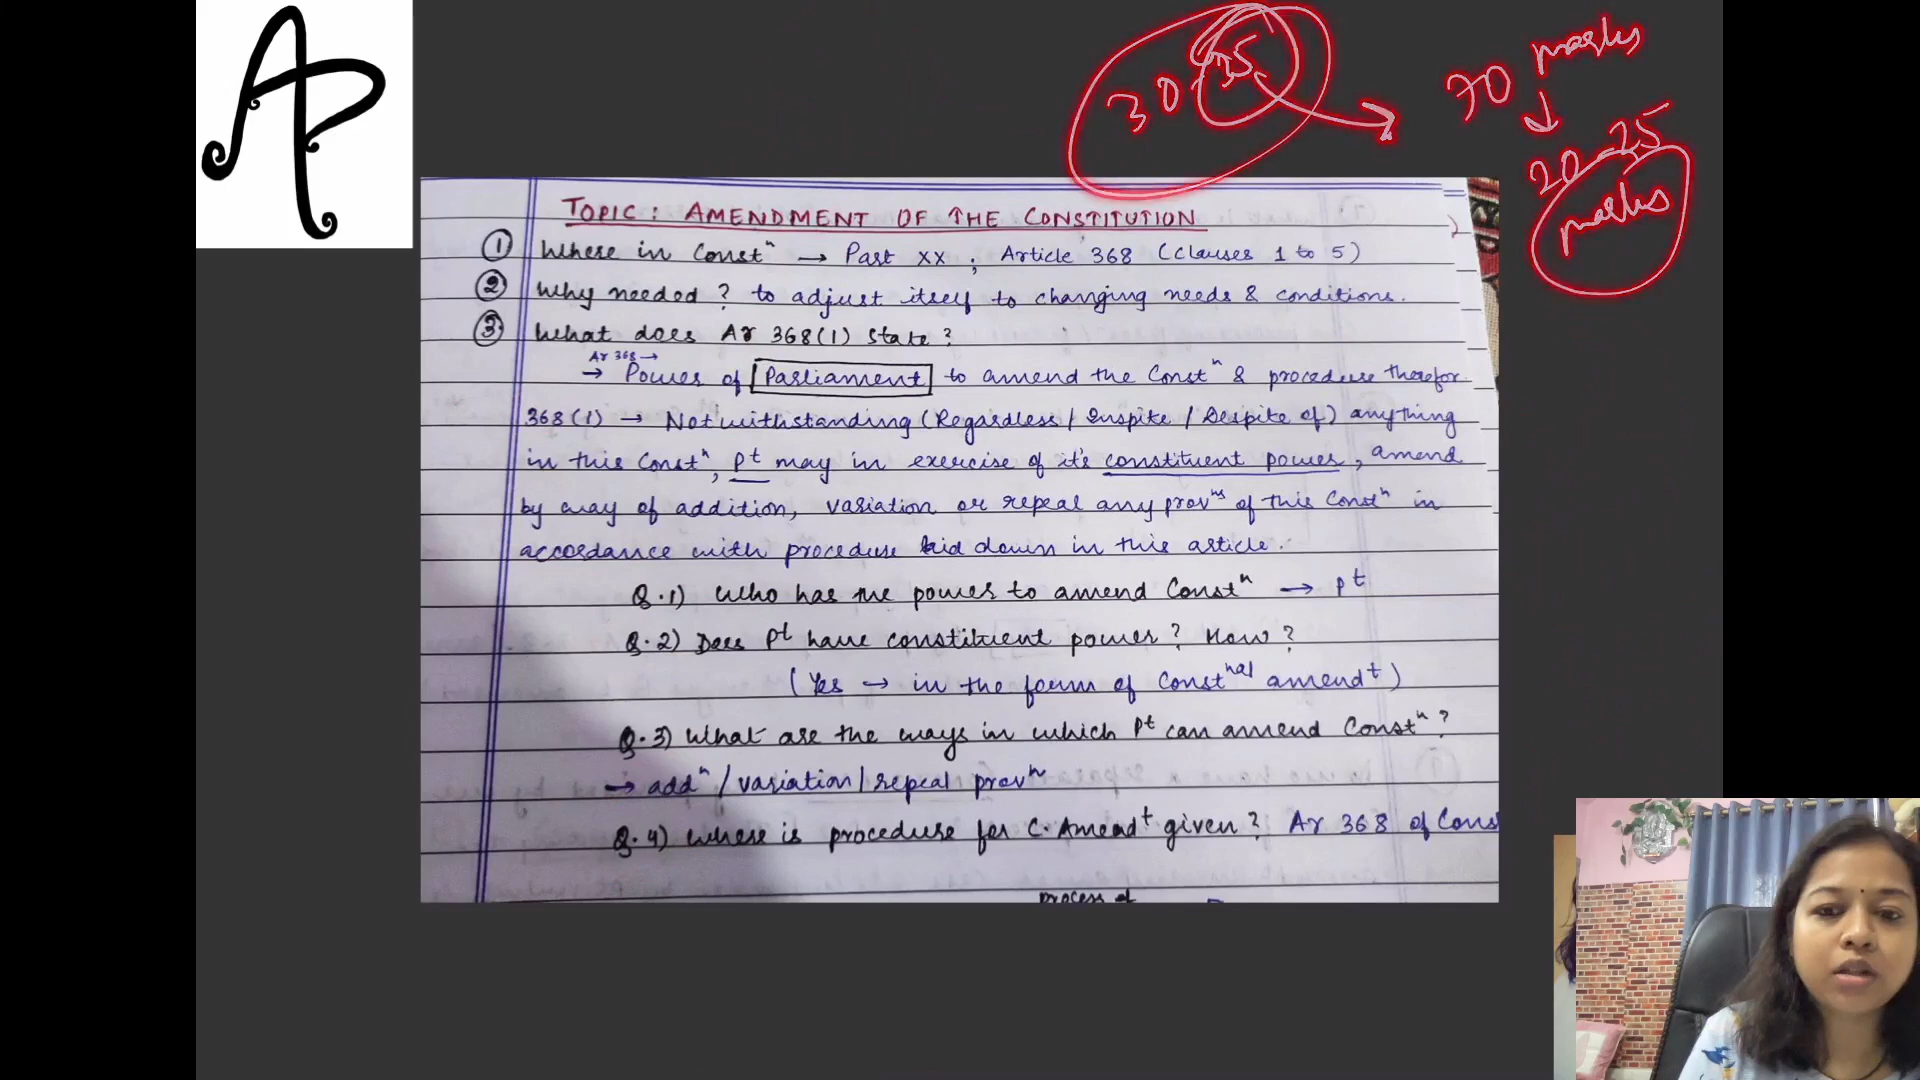 AP
30 35
70 marks
20-25
marks
TOPIC: AMENDMENT OF THE CONSTITUTION
① Where in Constⁿ → Part XX ; Article 368 (Clauses 1 to 5)
② Why needed? to adjust itself to changing needs & conditions.
③ What does Ar 368(1) state?
Ar 368 →
→ Power of Parliament to amend the Constⁿ & procedure therefor
368(1) → Notwithstanding (Regardless / Inspite / Despite of) anything
in this Constⁿ, Pt may in exercise of it's constituent power, amend
by way of addition, variation or repeal any provⁿs of this Constⁿ in
accordance with procedure laid down in this article.
Q.1) Who has the power to amend Constⁿ → Pt
Q.2) Does Pt have constituent power? How?
(Yes → in the form of Constⁿal amendt)
Q.3) What are the ways in which Pt can amend Constⁿ?
→ addⁿ / variation / repeal provⁿ
Q.4) Where is procedure for C. Amendt given? Ar 368 of Cons
process of